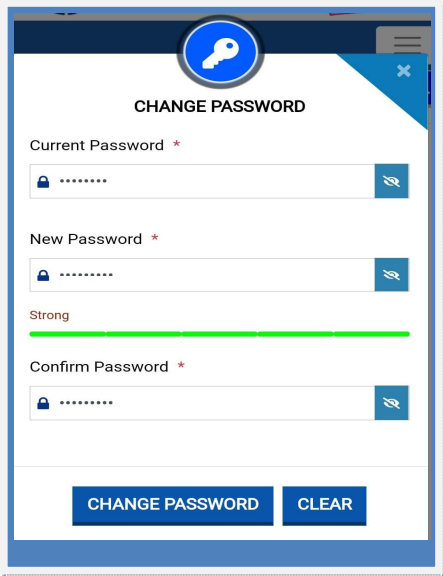 CHANGE PASSWORD
Current Password *
••••••••
New Password *
•••••••••
Strong
Confirm Password *
•••••••••
CHANGE PASSWORD CLEAR